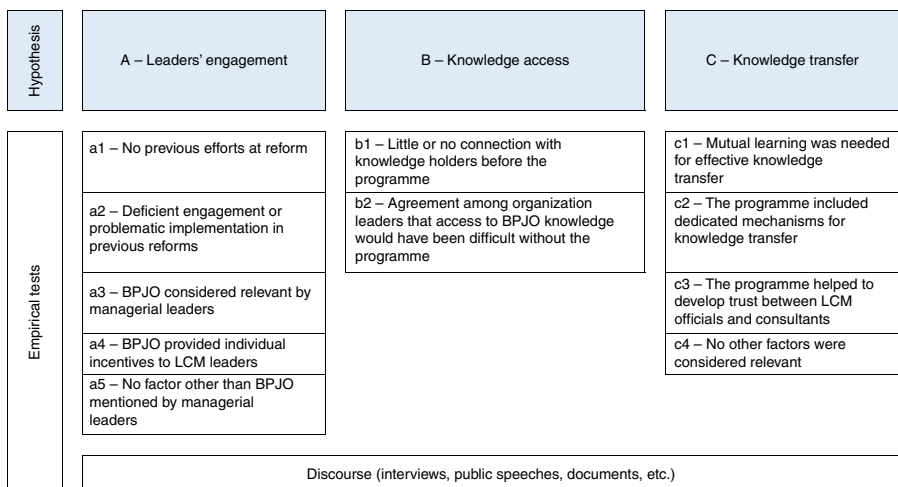 Hypothesis
A – Leaders' engagement
B – Knowledge access
C – Knowledge transfer
Empirical tests
a1 – No previous efforts at reform
a2 – Deficient engagement or
problematic implementation in
previous reforms
a3 – BPJO considered relevant by
managerial leaders
a4 – BPJO provided individual
incentives to LCM leaders
a5 – No factor other than BPJO
mentioned by managerial
leaders
b1 – Little or no connection with
knowledge holders before the
programme
b2 – Agreement among organization
leaders that access to BPJO knowledge
would have been difficult without the
programme
c1 – Mutual learning was needed
for effective knowledge
transfer
c2 – The programme included
dedicated mechanisms for
knowledge transfer
c3 – The programme helped to
develop trust between LCM
officials and consultants
c4 – No other factors were
considered relevant
Discourse (interviews, public speeches, documents, etc.)